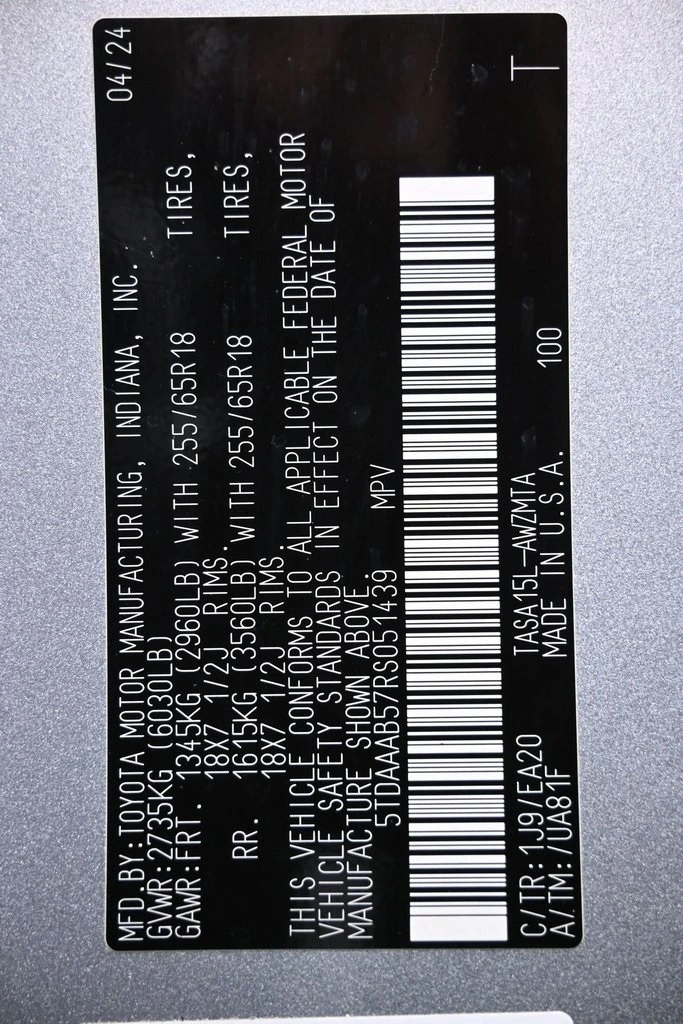 MFD.BY:TOYOTA MOTOR MANUFACTURING, INDIANA, INC. 04/24
GVWR:2735KG (6030LB)
GAWR:FRT. 1345KG (2960LB) WITH 255/65R18 TIRES,
18X7 1/2J RIMS.
RR. 1615KG (3560LB) WITH 255/65R18 TIRES,
18X7 1/2J RIMS.
THIS VEHICLE CONFORMS TO ALL APPLICABLE FEDERAL MOTOR
VEHICLE SAFETY STANDARDS IN EFFECT ON THE DATE OF
MANUFACTURE SHOWN ABOVE.
5TDAAAB57RS051439 MPV
C/TR:1J9/EA20 TASA15L-AWZMTA T
A/TM:/UA81F MADE IN U.S.A. 100